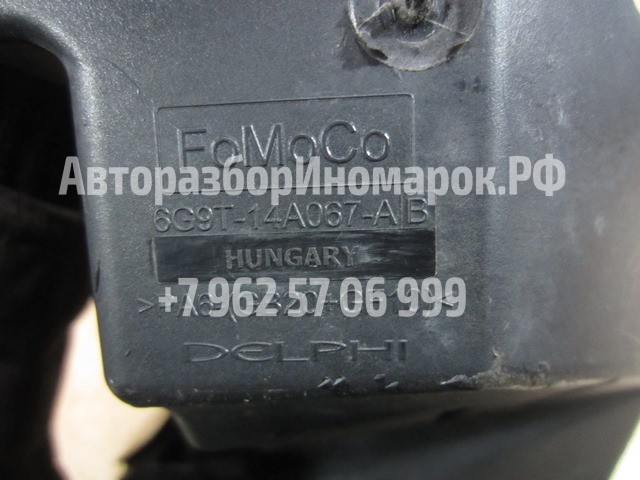 FoMoCo
АвторазборИномарок.РФ
6G9T-14A067-AB
HUNGARY
+7 962 57 06 999
DELPHI